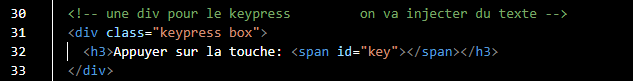 30 <!-- une div pour le keypress on va injecter du texte -->
31 <div class="keypress box">
32 <h3>Appuyer sur la touche: <span id="key"></span></h3>
33 </div>